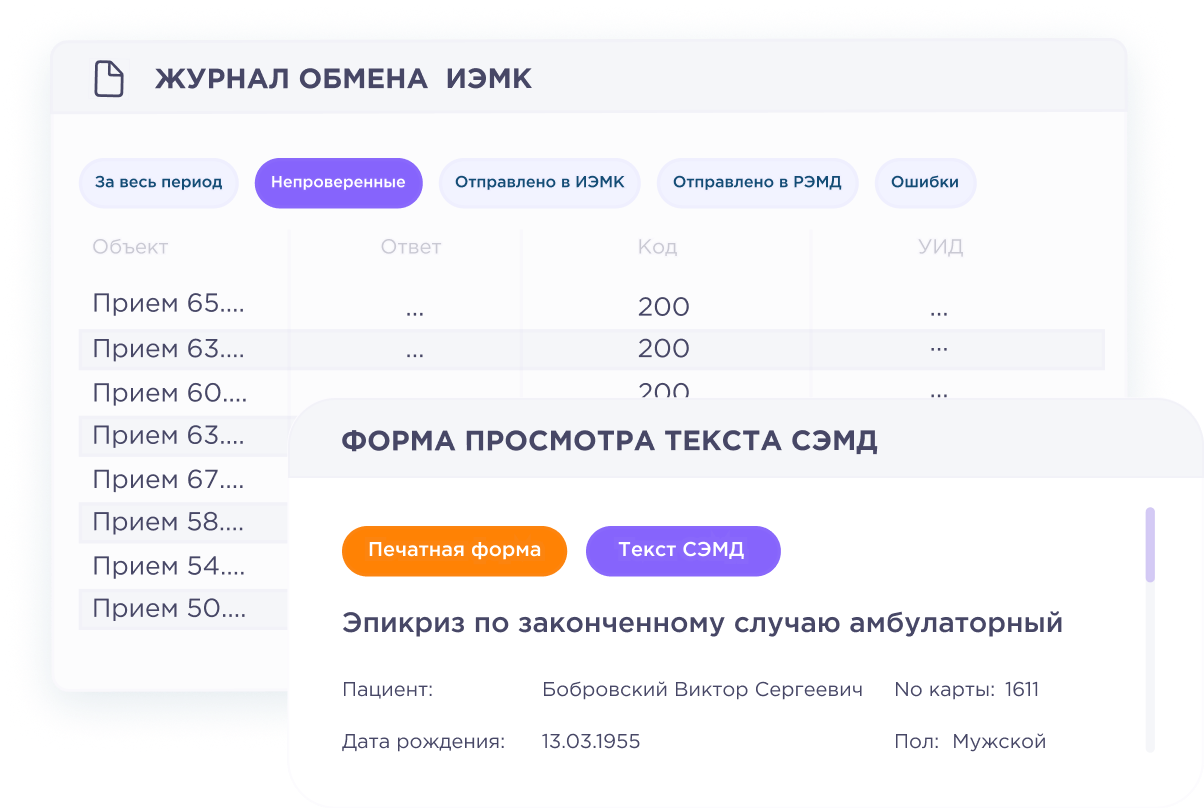 ЖУРНАЛ ОБМЕНА ИЭМК
За весь период Непроверенные Отправлено в ИЭМК Отправлено в РЭМД Ошибки
Объект Ответ Код УИД
Прием 65.... ... 200 ...
Прием 63.... ... 200 ...
Прием 60.... 200 ...
Прием 63....
Прием 67....
Прием 58....
Прием 54....
Прием 50....
ФОРМА ПРОСМОТРА ТЕКСТА СЭМД
Печатная форма Текст СЭМД
Эпикриз по законченному случаю амбулаторный
Пациент: Бобровский Виктор Сергеевич No карты: 1611
Дата рождения: 13.03.1955 Пол: Мужской